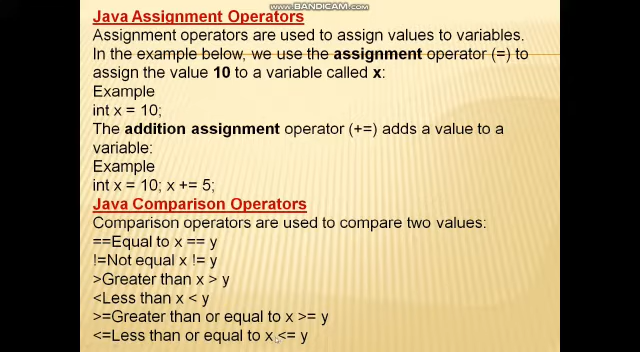 www.BANDICAM.com
Java Assignment Operators
Assignment operators are used to assign values to variables.
In the example below, we use the assignment operator (=) to
assign the value 10 to a variable called x:
Example
int x = 10;
The addition assignment operator (+=) adds a value to a
variable:
Example
int x = 10; x += 5;
Java Comparison Operators
Comparison operators are used to compare two values:
==Equal to x == y
!=Not equal x != y
>Greater than x > y
<Less than x < y
>=Greater than or equal to x >= y
<=Less than or equal to x <= y